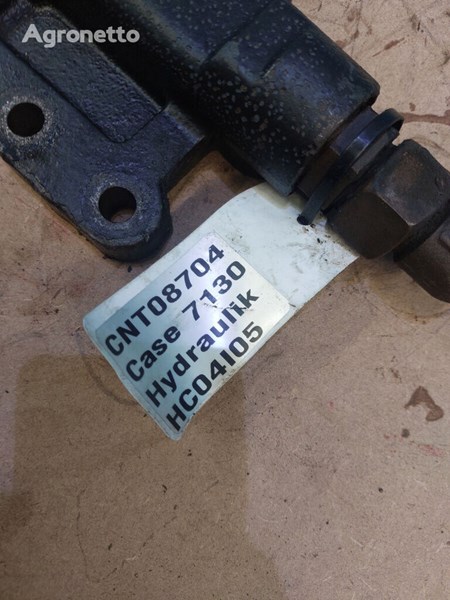 Agronetto
CNT08704
Case 7130
Hydraulik
HC04I05